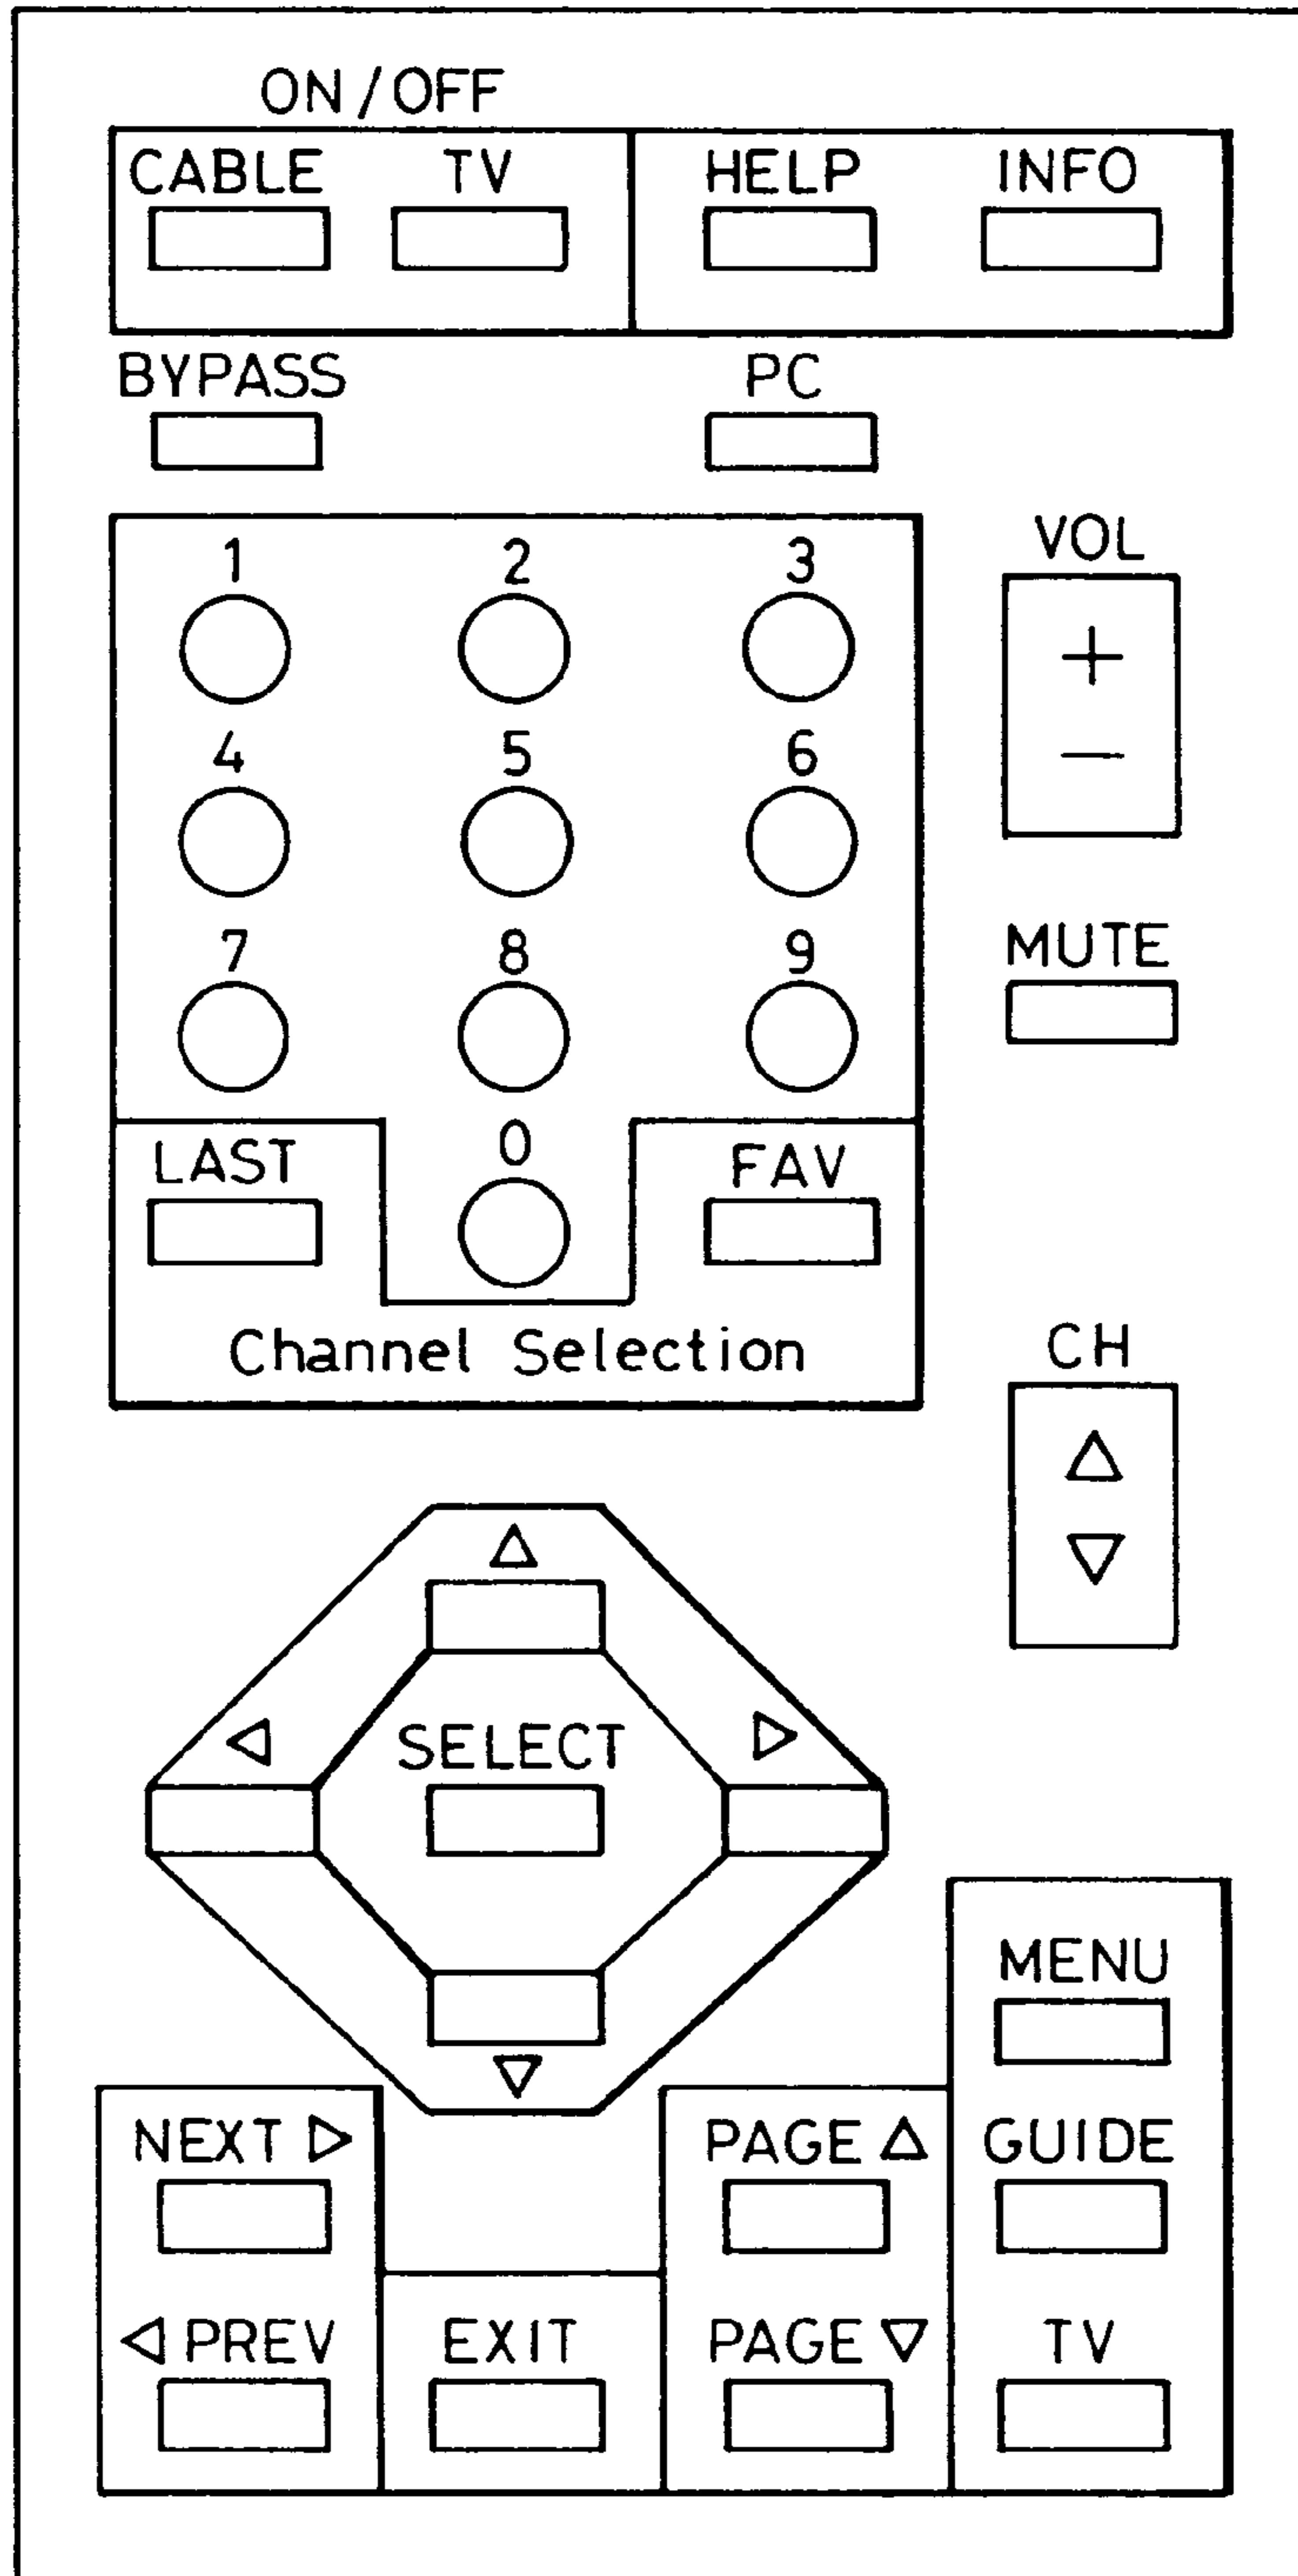 ON/OFF
CABLE TV HELP INFO
BYPASS PC
VOL
1 2 3
+
4 5 6
−
7 8 9
MUTE
0
LAST FAV
Channel Selection
CH
SELECT
MENU
NEXT ▷ PAGE △ GUIDE
◁ PREV EXIT PAGE ▽ TV